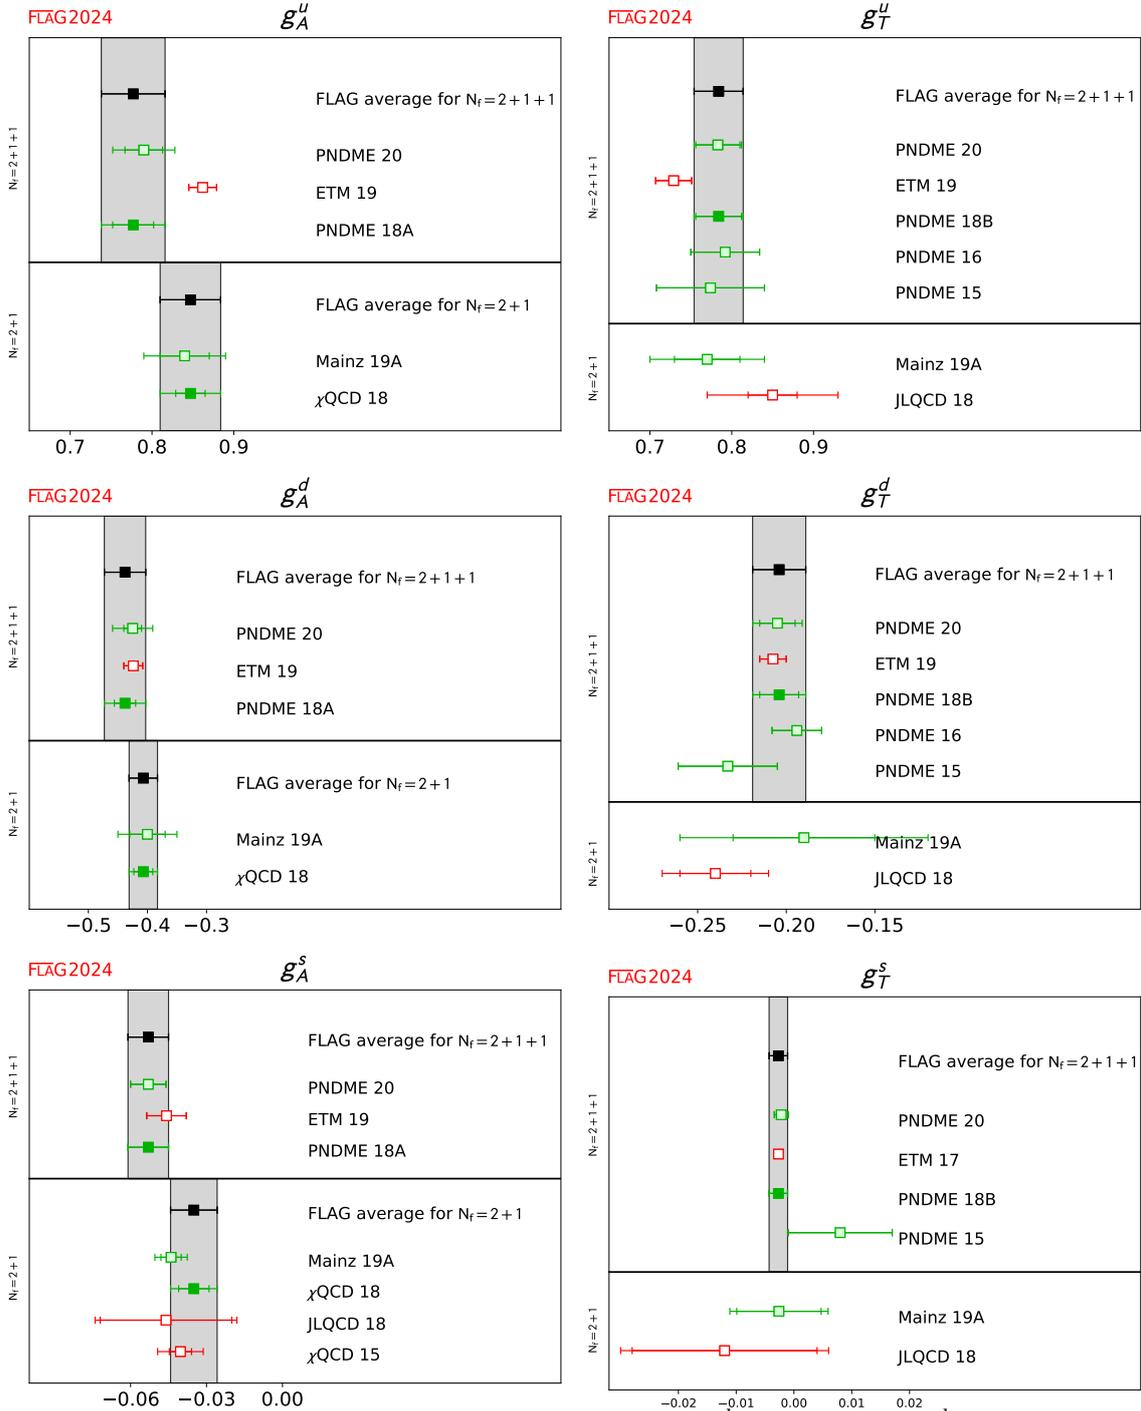 FLAG2024
g_A^u
FLAG average for N_f=2+1+1
PNDME 20
ETM 19
PNDME 18A
N_f=2+1+1
FLAG average for N_f=2+1
Mainz 19A
χQCD 18
N_f=2+1
0.7 0.8 0.9
FLAG2024
g_T^u
FLAG average for N_f=2+1+1
PNDME 20
ETM 19
PNDME 18B
PNDME 16
PNDME 15
N_f=2+1+1
Mainz 19A
JLQCD 18
N_f=2+1
0.7 0.8 0.9
FLAG2024
g_A^d
FLAG average for N_f=2+1+1
PNDME 20
ETM 19
PNDME 18A
N_f=2+1+1
FLAG average for N_f=2+1
Mainz 19A
χQCD 18
N_f=2+1
−0.5 −0.4 −0.3
FLAG2024
g_T^d
FLAG average for N_f=2+1+1
PNDME 20
ETM 19
PNDME 18B
PNDME 16
PNDME 15
N_f=2+1+1
Mainz 19A
JLQCD 18
N_f=2+1
−0.25 −0.20 −0.15
FLAG2024
g_A^s
FLAG average for N_f=2+1+1
PNDME 20
ETM 19
PNDME 18A
N_f=2+1+1
FLAG average for N_f=2+1
Mainz 19A
χQCD 18
JLQCD 18
χQCD 15
N_f=2+1
−0.06 −0.03 0.00
FLAG2024
g_T^s
FLAG average for N_f=2+1+1
PNDME 20
ETM 17
PNDME 18B
PNDME 15
N_f=2+1+1
Mainz 19A
JLQCD 18
N_f=2+1
−0.02 −0.01 0.00 0.01 0.02